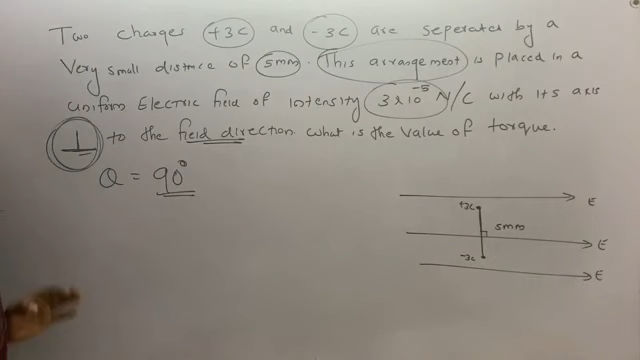 Two charges +3C and -3C are seperated by a
very small distance of 5mm. This arrangement is placed in a
uniform Electric field of intensity 3x10⁻⁵ N/C with its axis
⊥ to the field direction what is the value of torque.
θ = 90°
+3C
E
5mm
E
-3C
E